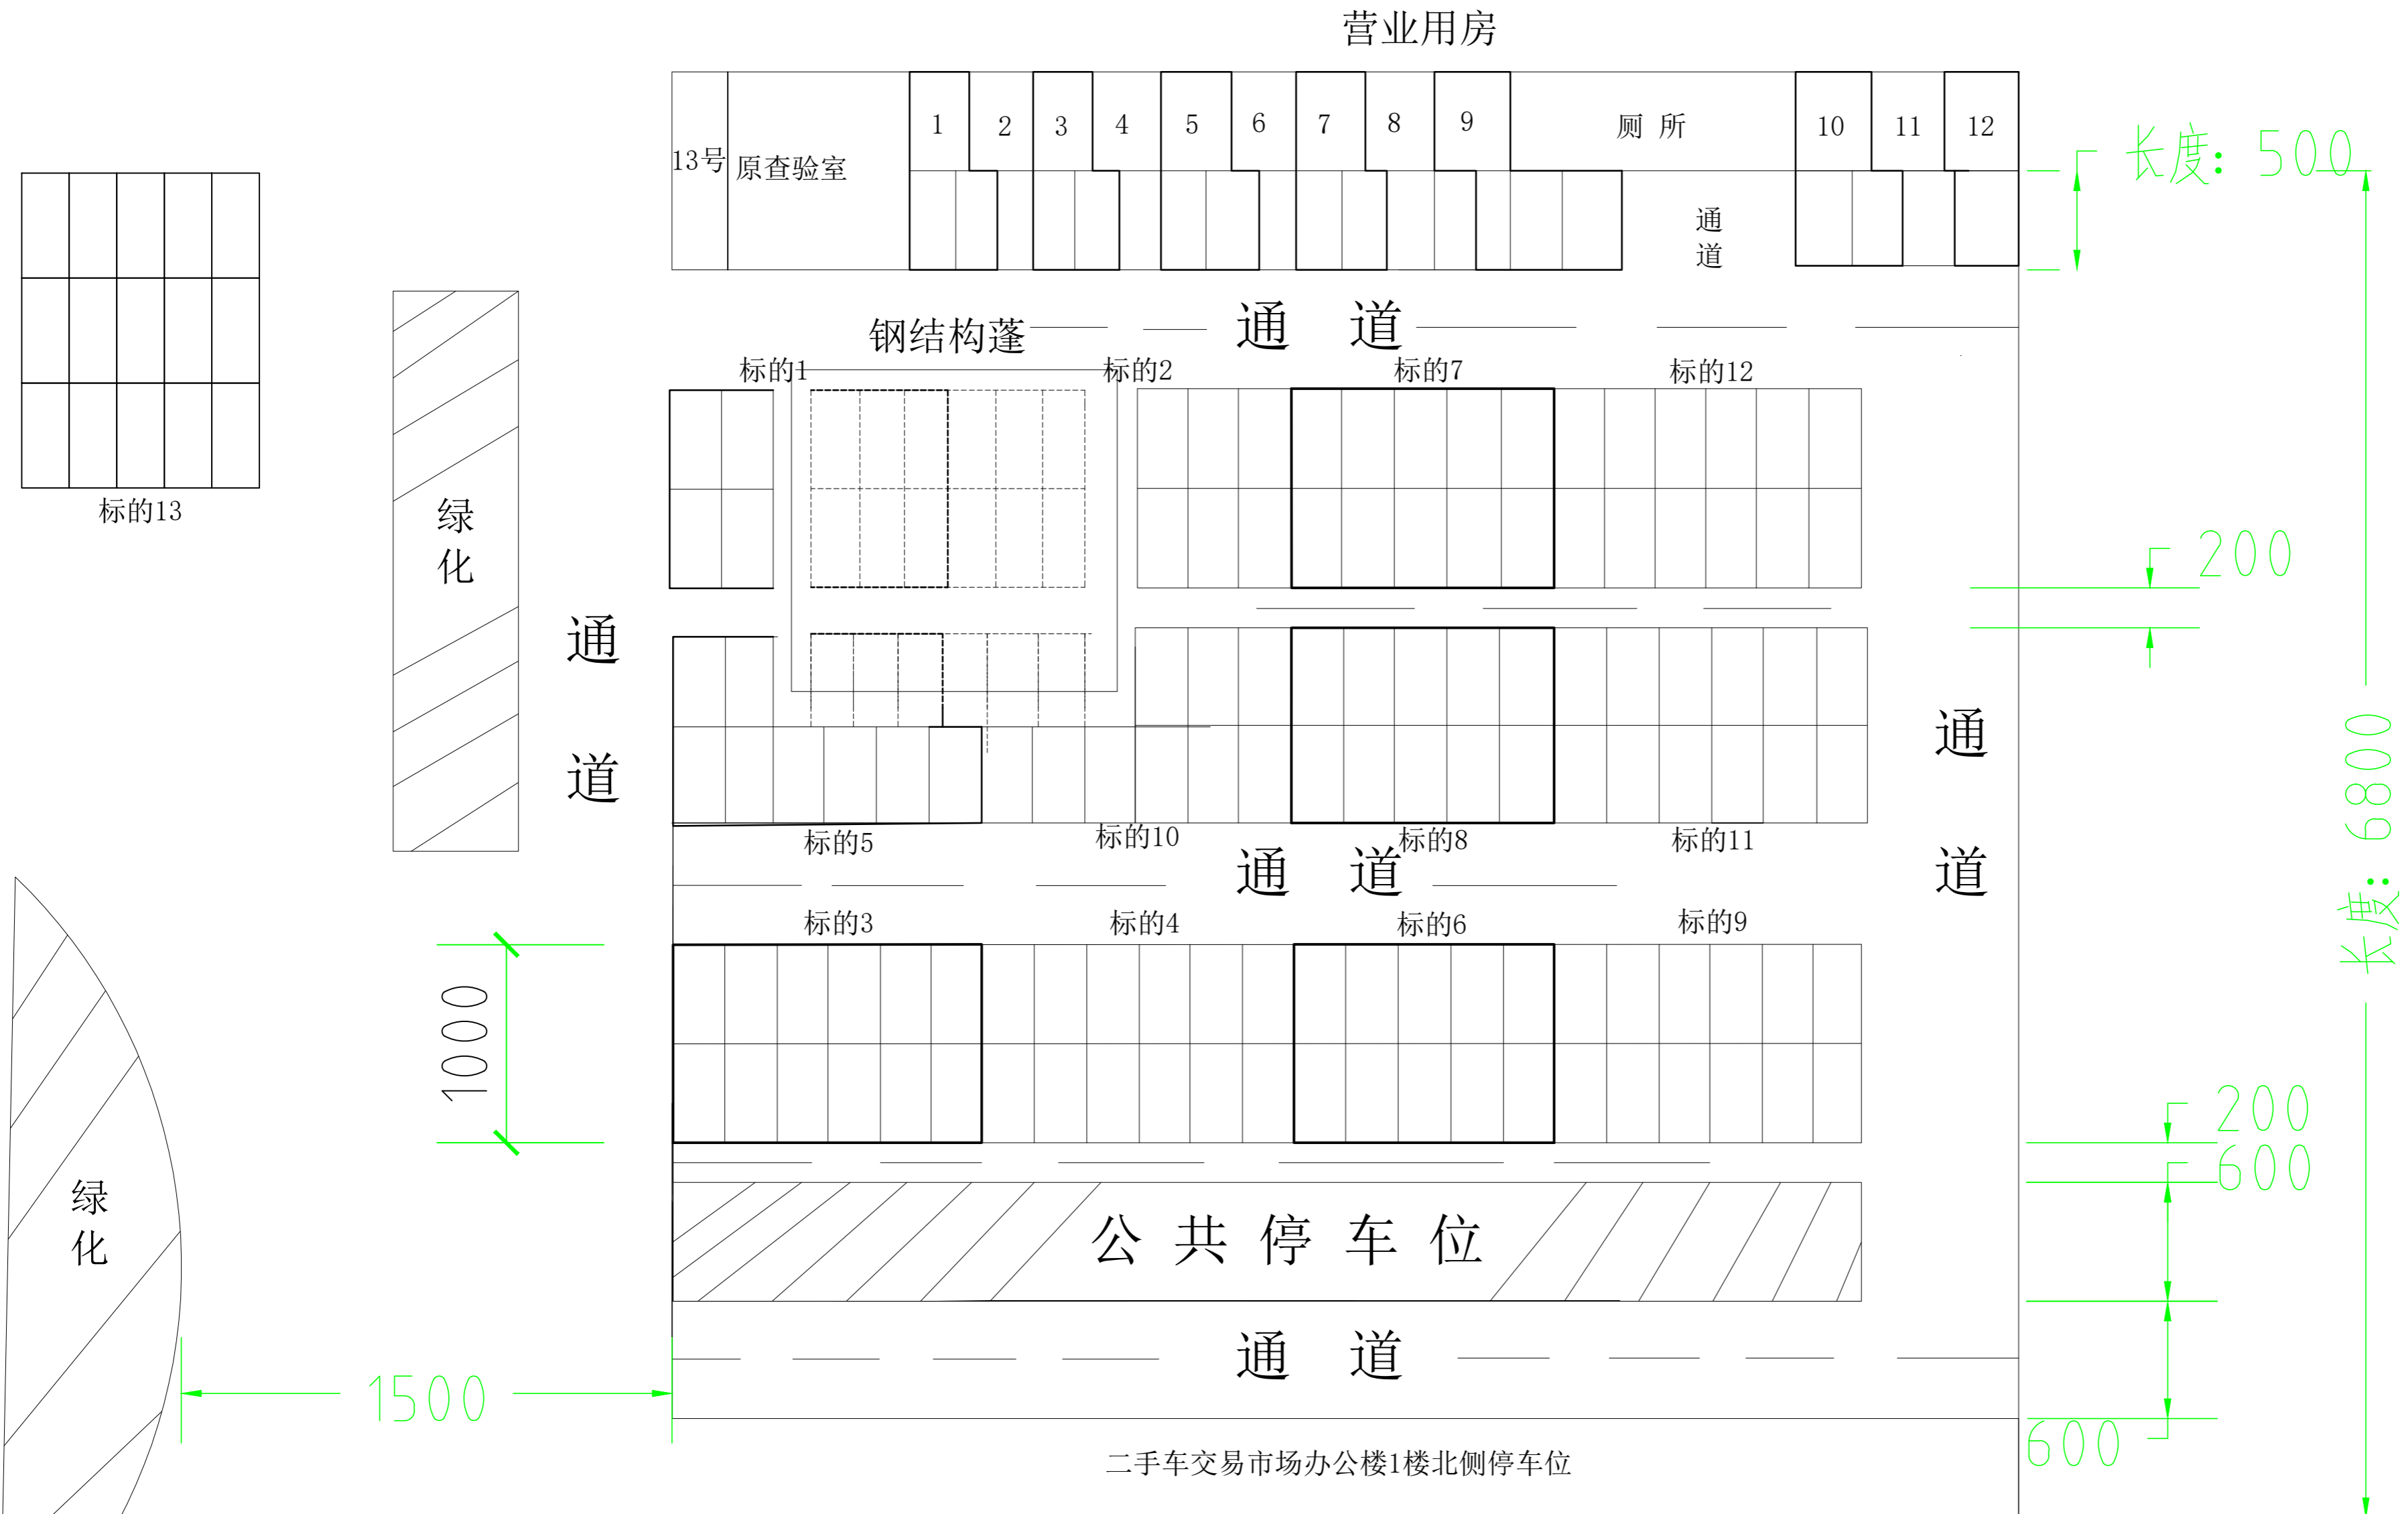 营业用房
13号
原查验室
1
2
3
4
5
6
7
8
9
厕 所
10
11
12
长度: 500
通道
标的13
钢结构蓬
通 道
标的1
标的2
标的7
标的12
绿化
200
通道
通道
长度: 6800
标的5
标的10
标的8
标的11
通 道
标的3
标的4
标的6
标的9
1000
200
600
绿化
公 共 停 车 位
通 道
1500
600
二手车交易市场办公楼1楼北侧停车位